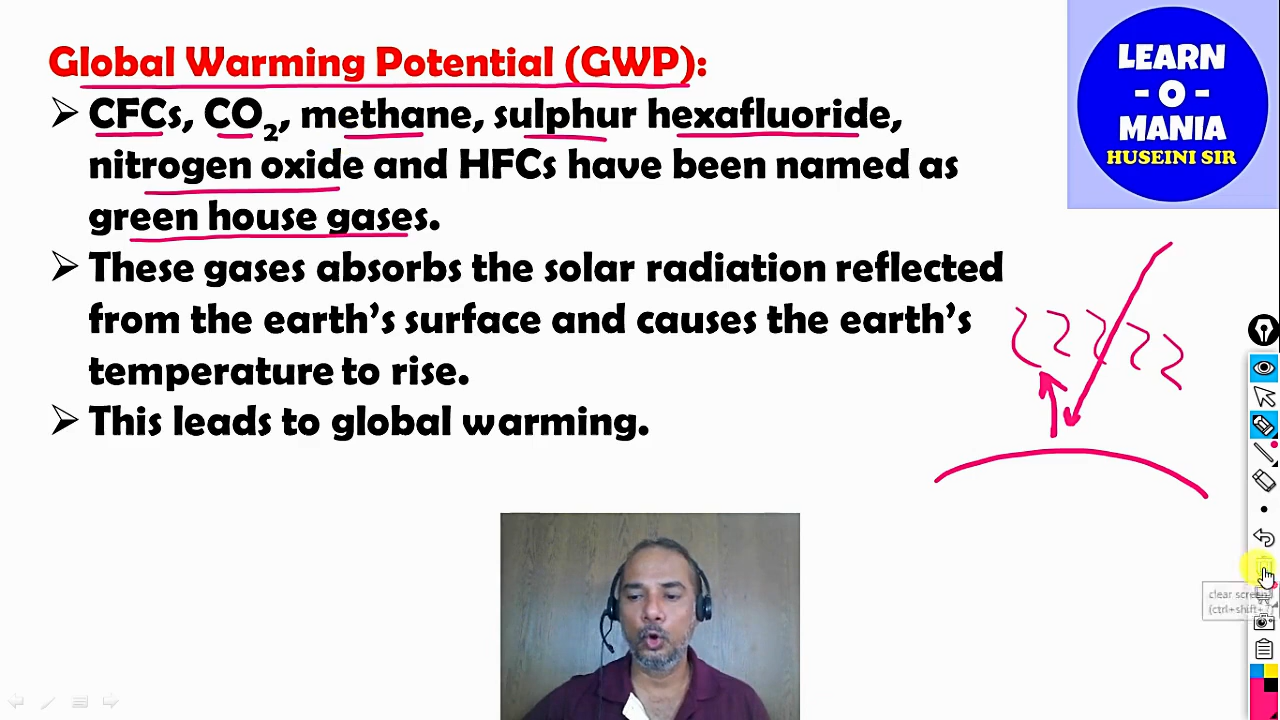 Global Warming Potential (GWP):
CFCs, CO₂, methane, sulphur hexafluoride,
nitrogen oxide and HFCs have been named as
green house gases.
These gases absorbs the solar radiation reflected
from the earth's surface and causes the earth's
temperature to rise.
This leads to global warming.
LEARN
- O -
MANIA
HUSEINI SIR
clear screen
(ctrl+shift+